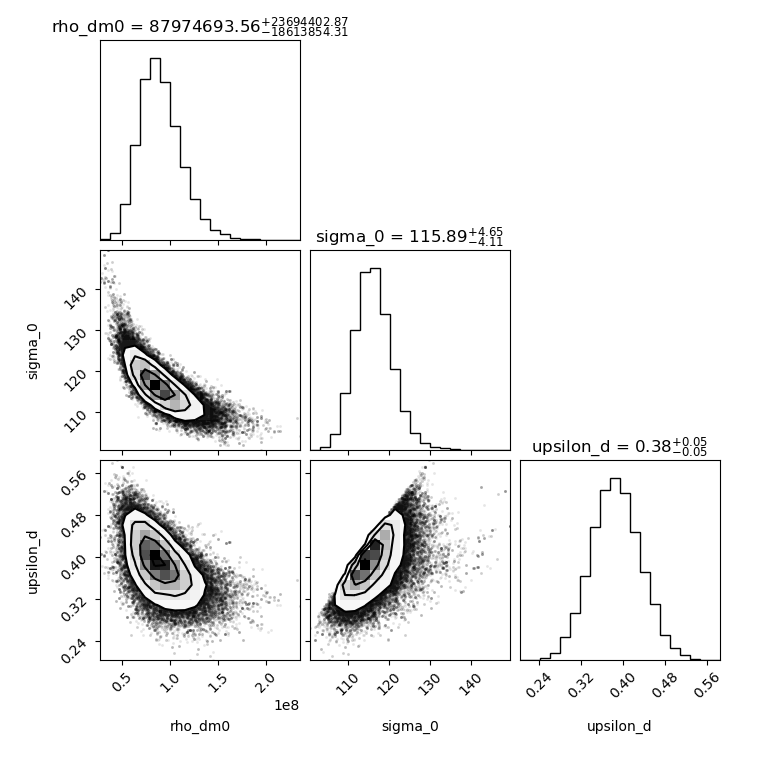 rho_dm0 = 87974693.56+23694402.87
−18613854.31
sigma_0 = 115.89+4.65
−4.11
140
130
120
110
sigma_0
upsilon_d = 0.38+0.05
−0.05
0.56
0.48
0.40
0.32
0.24
upsilon_d
0.5 1.0 1.5 2.0
1e8
rho_dm0
110 120 130 140
sigma_0
0.24 0.32 0.40 0.48 0.56
upsilon_d